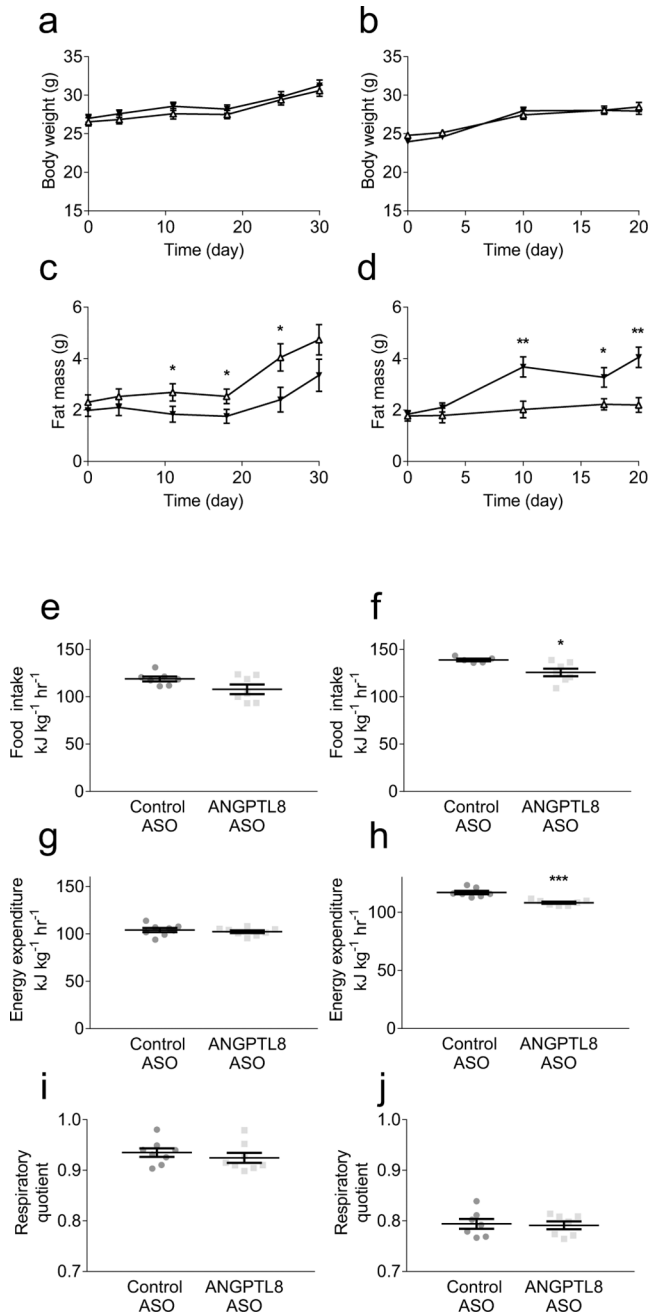 a
b
35
30
25
20
15
Body weight (g)
0 10 20 30
Time (day)
35
30
25
20
15
Body weight (g)
0 5 10 15 20
Time (day)
c
d
6
4
2
0
Fat mass (g)
* * *
0 10 20 30
Time (day)
6
4
2
0
Fat mass (g)
** * **
0 5 10 15 20
Time (day)
e
f
150
100
50
0
Food intake
kJ kg-1 hr-1
Control
ASO
ANGPTL8
ASO
150
100
50
0
Food intake
kJ kg-1 hr-1
*
Control
ASO
ANGPTL8
ASO
g
h
150
100
50
0
Energy expenditure
kJ kg-1 hr-1
Control
ASO
ANGPTL8
ASO
100
50
0
Energy expenditure
kJ kg-1 hr-1
***
Control
ASO
ANGPTL8
ASO
i
j
1.0
0.9
0.8
0.7
Respiratory
quotient
Control
ASO
ANGPTL8
ASO
1.0
0.9
0.8
0.7
Respiratory
quotient
Control
ASO
ANGPTL8
ASO